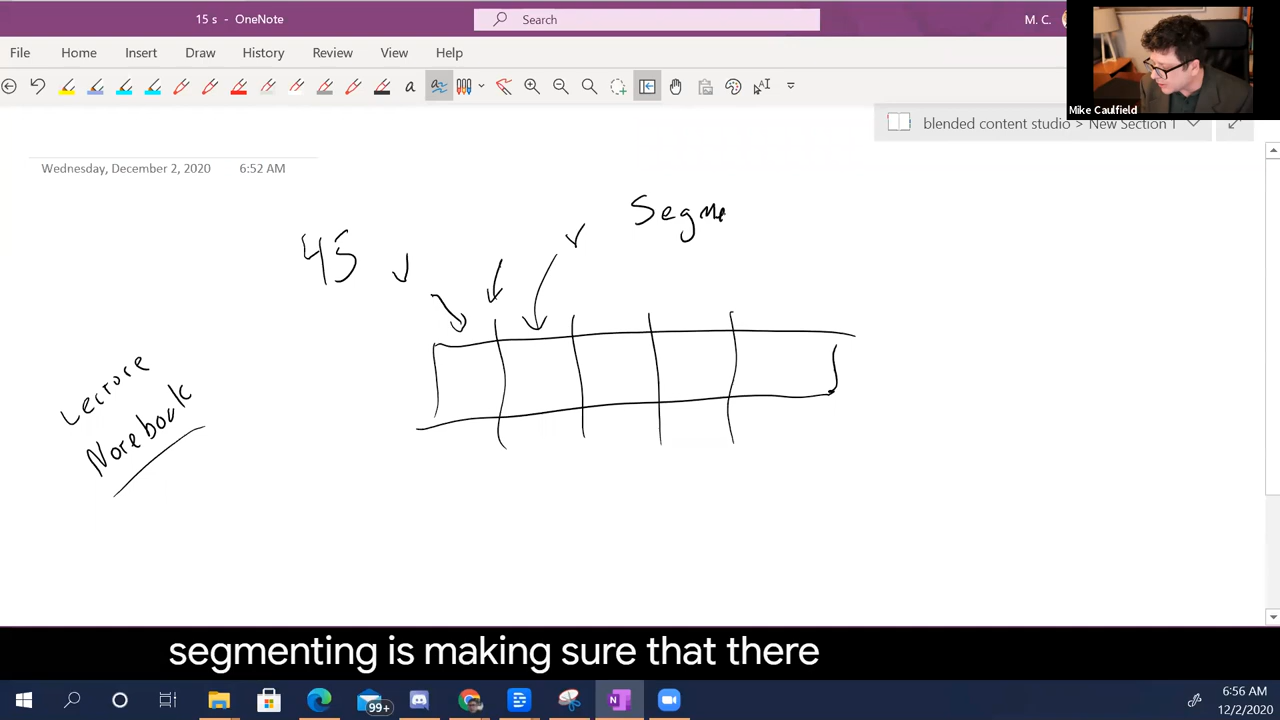 15 s - OneNote
Search
M. C.
File Home Insert Draw History Review View Help
Mike Caulfield
blended content studio > New Section 1
Wednesday, December 2, 2020 6:52 AM
Segme
45
Lecture
Notebook
segmenting is making sure that there
99+
6:56 AM
12/2/2020